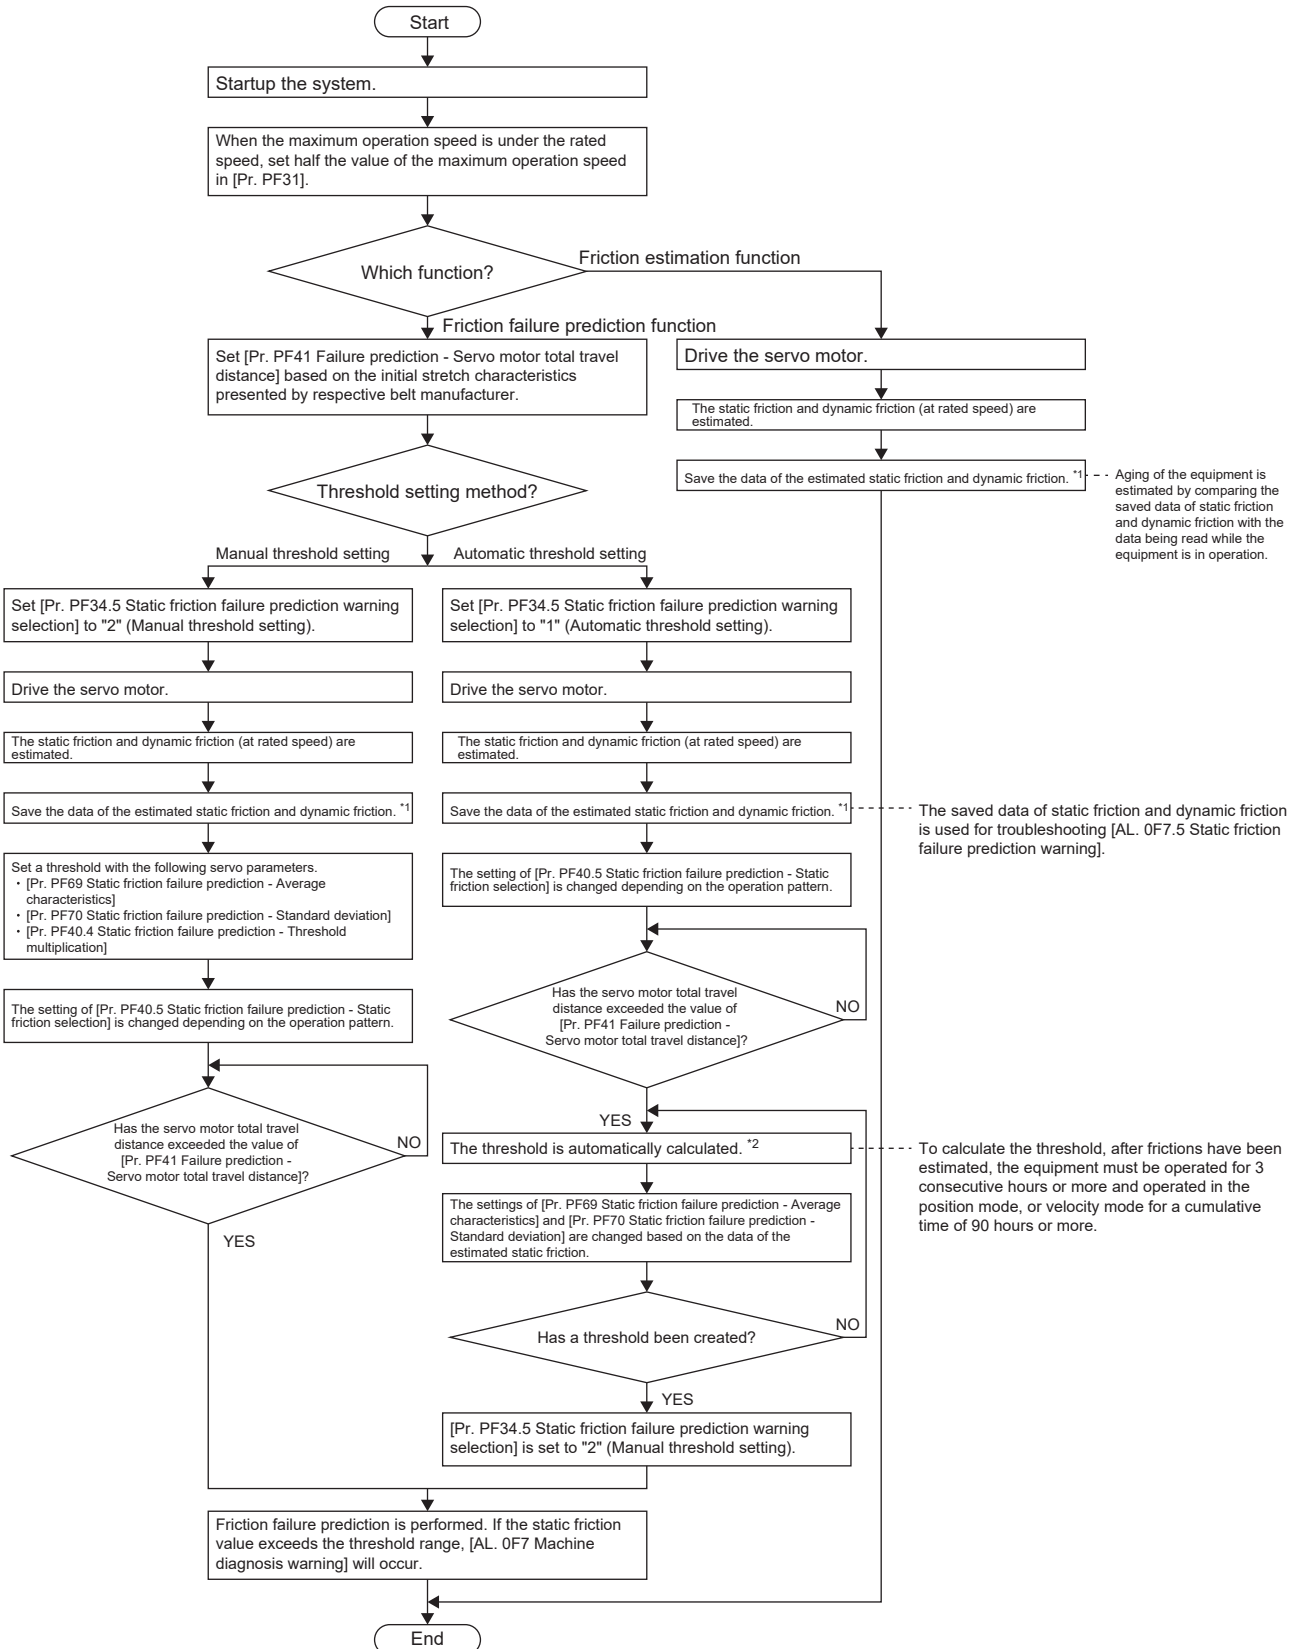 Start
Startup the system.
When the maximum operation speed is under the rated
speed, set half the value of the maximum operation speed
in [Pr. PF31].
Which function?
Friction estimation function
Friction failure prediction function
Set [Pr. PF41 Failure prediction - Servo motor total travel
distance] based on the initial stretch characteristics
presented by respective belt manufacturer.
Drive the servo motor.
The static friction and dynamic friction (at rated speed) are
estimated.
Save the data of the estimated static friction and dynamic friction. *1
Aging of the equipment is
estimated by comparing the
saved data of static friction
and dynamic friction with the
data being read while the
equipment is in operation.
Threshold setting method?
Manual threshold setting
Automatic threshold setting
Set [Pr. PF34.5 Static friction failure prediction warning
selection] to "2" (Manual threshold setting).
Drive the servo motor.
The static friction and dynamic friction (at rated speed) are
estimated.
Save the data of the estimated static friction and dynamic friction. *1
Set a threshold with the following servo parameters.
・[Pr. PF69 Static friction failure prediction - Average
characteristics]
・[Pr. PF70 Static friction failure prediction - Standard deviation]
・[Pr. PF40.4 Static friction failure prediction - Threshold
multiplication]
The setting of [Pr. PF40.5 Static friction failure prediction - Static
friction selection] is changed depending on the operation pattern.
Has the servo motor total travel
distance exceeded the value of
[Pr. PF41 Failure prediction -
Servo motor total travel distance]?
NO
YES
Set [Pr. PF34.5 Static friction failure prediction warning
selection] to "1" (Automatic threshold setting).
Drive the servo motor.
The static friction and dynamic friction (at rated speed) are
estimated.
Save the data of the estimated static friction and dynamic friction. *1
The saved data of static friction and dynamic friction
is used for troubleshooting [AL. 0F7.5 Static friction
failure prediction warning].
The setting of [Pr. PF40.5 Static friction failure prediction - Static
friction selection] is changed depending on the operation pattern.
Has the servo motor total travel
distance exceeded the value of
[Pr. PF41 Failure prediction -
Servo motor total travel distance]?
NO
YES
The threshold is automatically calculated. *2
To calculate the threshold, after frictions have been
estimated, the equipment must be operated for 3
consecutive hours or more and operated in the
position mode, or velocity mode for a cumulative
time of 90 hours or more.
The settings of [Pr. PF69 Static friction failure prediction - Average
characteristics] and [Pr. PF70 Static friction failure prediction -
Standard deviation] are changed based on the data of the
estimated static friction.
Has a threshold been created?
NO
YES
[Pr. PF34.5 Static friction failure prediction warning
selection] is set to "2" (Manual threshold setting).
Friction failure prediction is performed. If the static friction
value exceeds the threshold range, [AL. 0F7 Machine
diagnosis warning] will occur.
End